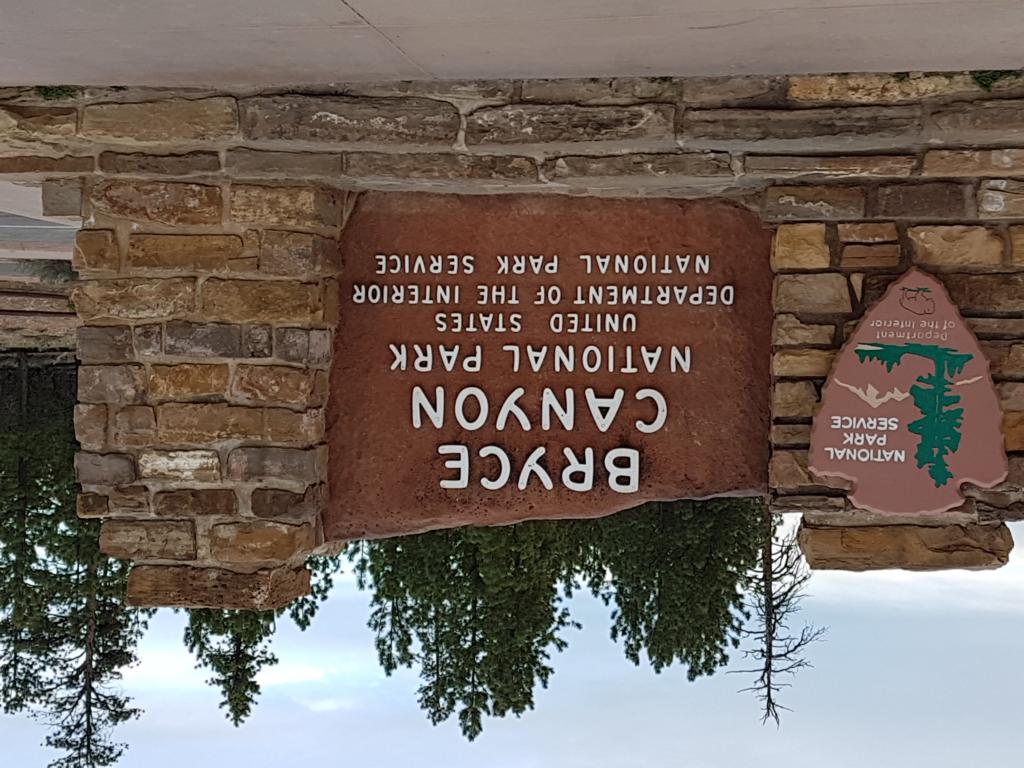 BRYCE
CANYON
NATIONAL PARK
UNITED STATES
DEPARTMENT OF THE INTERIOR
NATIONAL PARK SERVICE
NATIONAL
PARK
SERVICE
Department
of the Interior